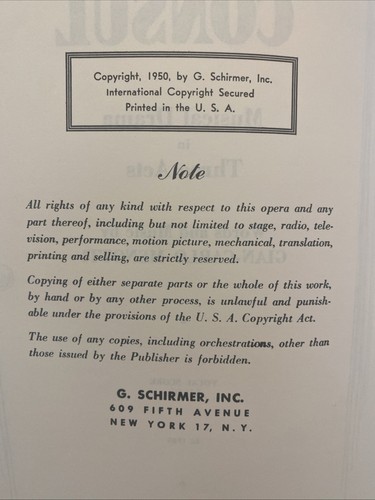 Copyright, 1950, by G. Schirmer, Inc.
International Copyright Secured
Printed in the U. S. A.
Note
All rights of any kind with respect to this opera and any
part thereof, including but not limited to stage, radio, tele-
vision, performance, motion picture, mechanical, translation,
printing and selling, are strictly reserved.
Copying of either separate parts or the whole of this work,
by hand or by any other process, is unlawful and punish-
able under the provisions of the U. S. A. Copyright Act.
The use of any copies, including orchestrations, other than
those issued by the Publisher is forbidden.
G. SCHIRMER, INC.
609 FIFTH AVENUE
NEW YORK 17, N. Y.